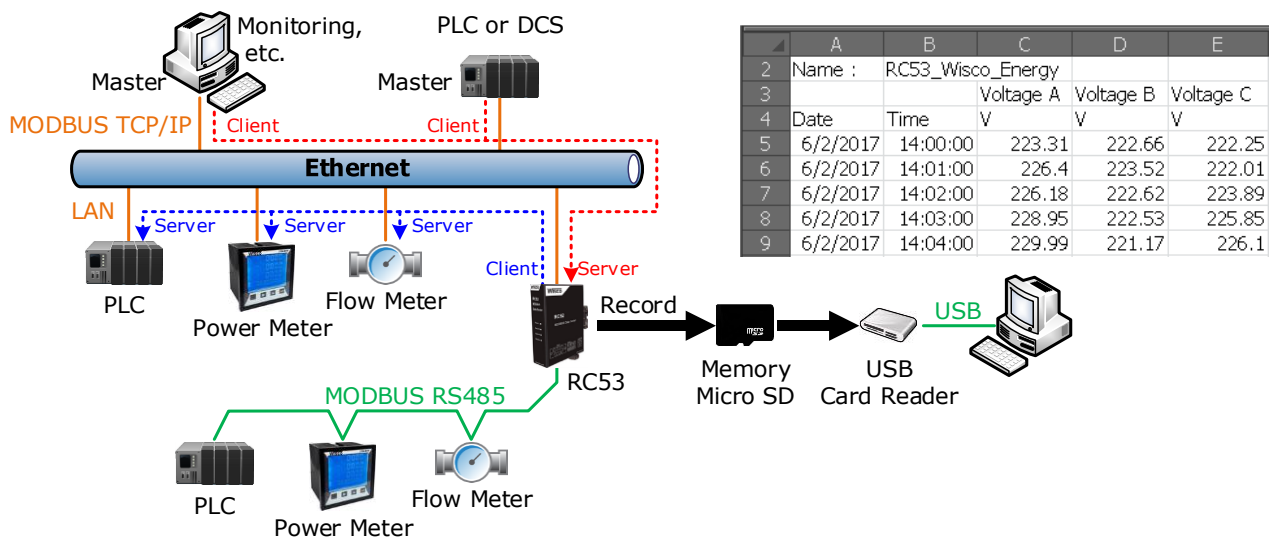 Monitoring,
etc.
Master
PLC or DCS
Master
MODBUS TCP/IP
Client
Client
Ethernet
LAN
Server
Server
Server
Client
Server
PLC
Power Meter
Flow Meter
RC53
Record
Memory
Micro SD
USB
Card Reader
USB
MODBUS RS485
PLC
Power Meter
Flow Meter
A B C D E
2 Name : RC53_Wisco_Energy
3 Voltage A Voltage B Voltage C
4 Date Time V V V
5 6/2/2017 14:00:00 223.31 222.66 222.25
6 6/2/2017 14:01:00 226.4 223.52 222.01
7 6/2/2017 14:02:00 226.18 222.62 223.89
8 6/2/2017 14:03:00 228.95 222.53 225.85
9 6/2/2017 14:04:00 229.99 221.17 226.1